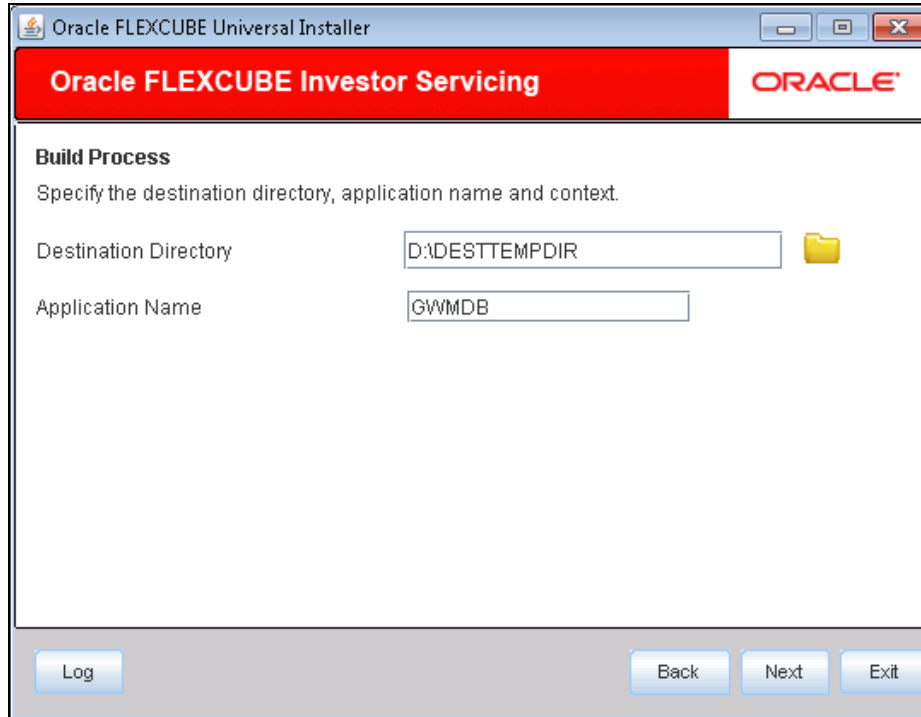 Oracle FLEXCUBE Universal Installer
Oracle FLEXCUBE Investor Servicing
ORACLE
Build Process
Specify the destination directory, application name and context.
Destination Directory D:\DESTTEMPDIR
Application Name GWMDB
Log Back Next Exit